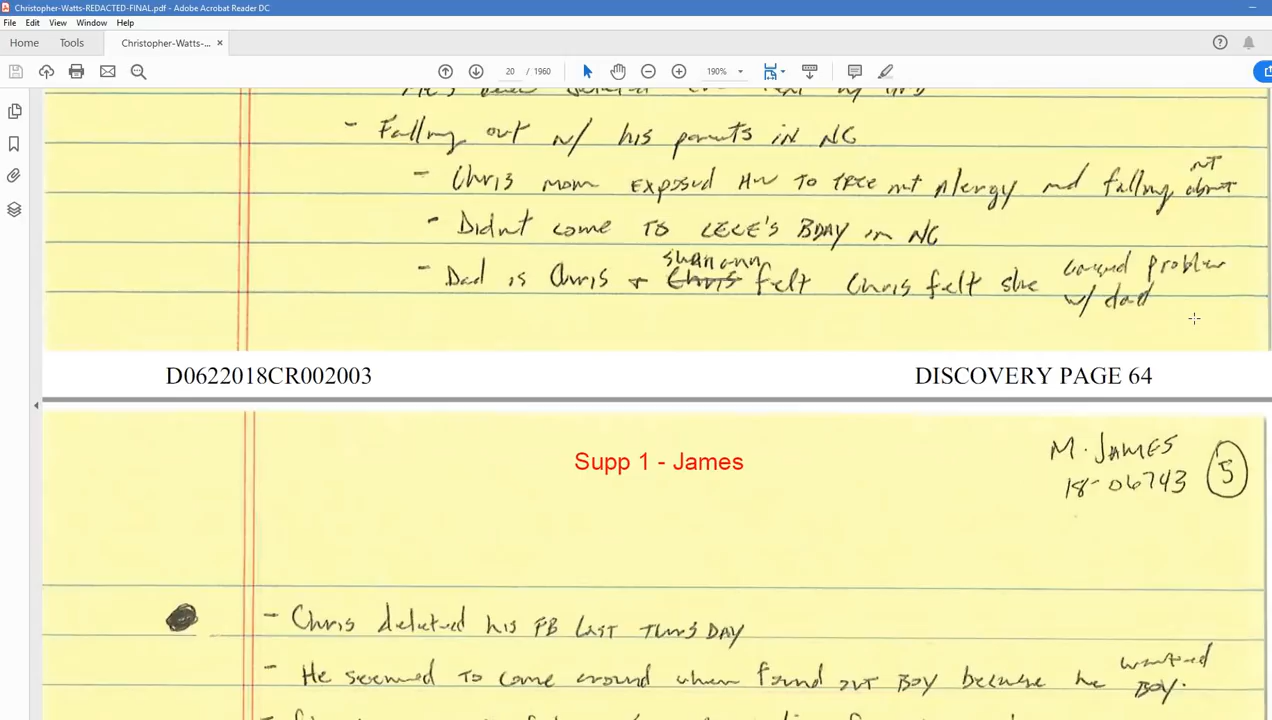 Christopher-Watts-REDACTED-FINAL.pdf - Adobe Acrobat Reader DC
File Edit View Window Help
Home Tools Christopher-Watts-... ×
20 / 1960 190%
- Falling out w/ his parents in NC
- Chris mom exposed to tree nut Alergy and falling nt about
- Didnt come TO CECE'S BDAY in NC
- Dad is Chris + Chris shanann felt Chris felt she caused problem w/ dad
D0622018CR002003 DISCOVERY PAGE 64
Supp 1 - James
M. JAMES
18-06743 5
- Chris deleted his FB LAST THURSDAY
- He seemed to come around when found out BOY because he wanted BOY.